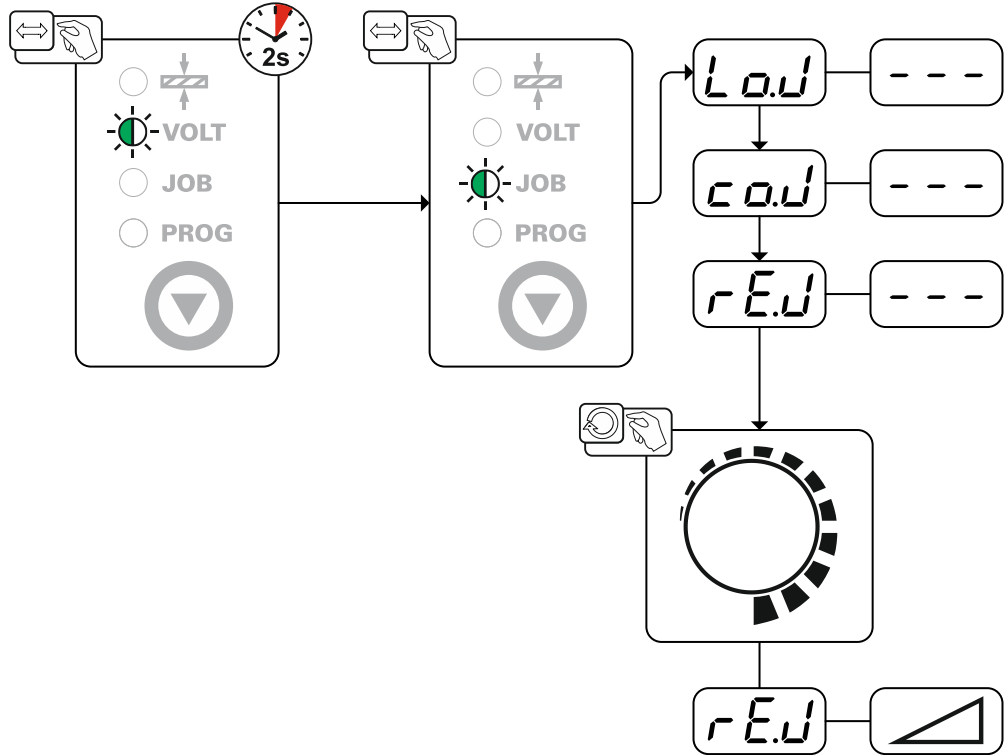 2s
VOLT
JOB
PROG
VOLT
JOB
PROG
Lo.J
- - -
co.J
- - -
rE.J
- - -
rE.J